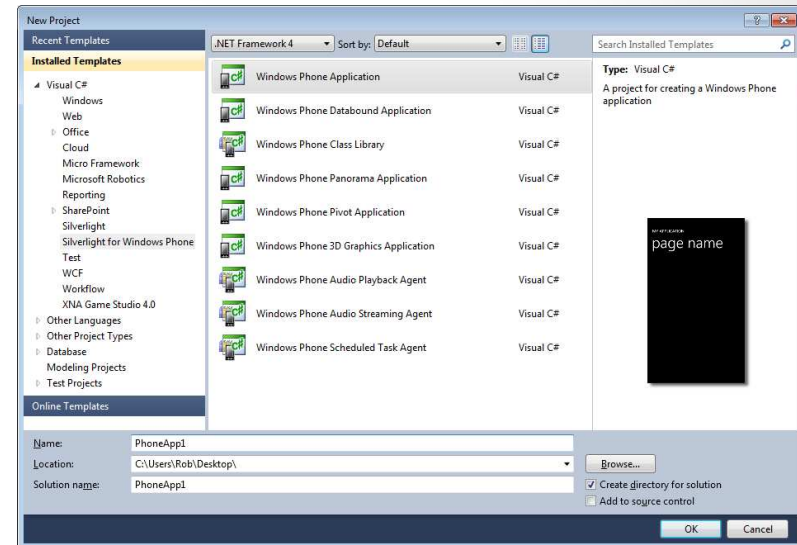 New Project
Recent Templates
Installed Templates
Visual C#
Windows
Web
Office
Cloud
Micro Framework
Microsoft Robotics
Reporting
SharePoint
Silverlight
Silverlight for Windows Phone
Test
WCF
Workflow
XNA Game Studio 4.0
Other Languages
Other Project Types
Database
Modeling Projects
Test Projects
Online Templates
.NET Framework 4
Sort by: Default
Windows Phone Application Visual C#
Windows Phone Databound Application Visual C#
Windows Phone Class Library Visual C#
Windows Phone Panorama Application Visual C#
Windows Phone Pivot Application Visual C#
Windows Phone 3D Graphics Application Visual C#
Windows Phone Audio Playback Agent Visual C#
Windows Phone Audio Streaming Agent Visual C#
Windows Phone Scheduled Task Agent Visual C#
Search Installed Templates
Type: Visual C#
A project for creating a Windows Phone
application
MY APPLICATION
page name
Name: PhoneApp1
Location: C:\Users\Rob\Desktop\
Browse...
Solution name: PhoneApp1
Create directory for solution
Add to source control
OK Cancel